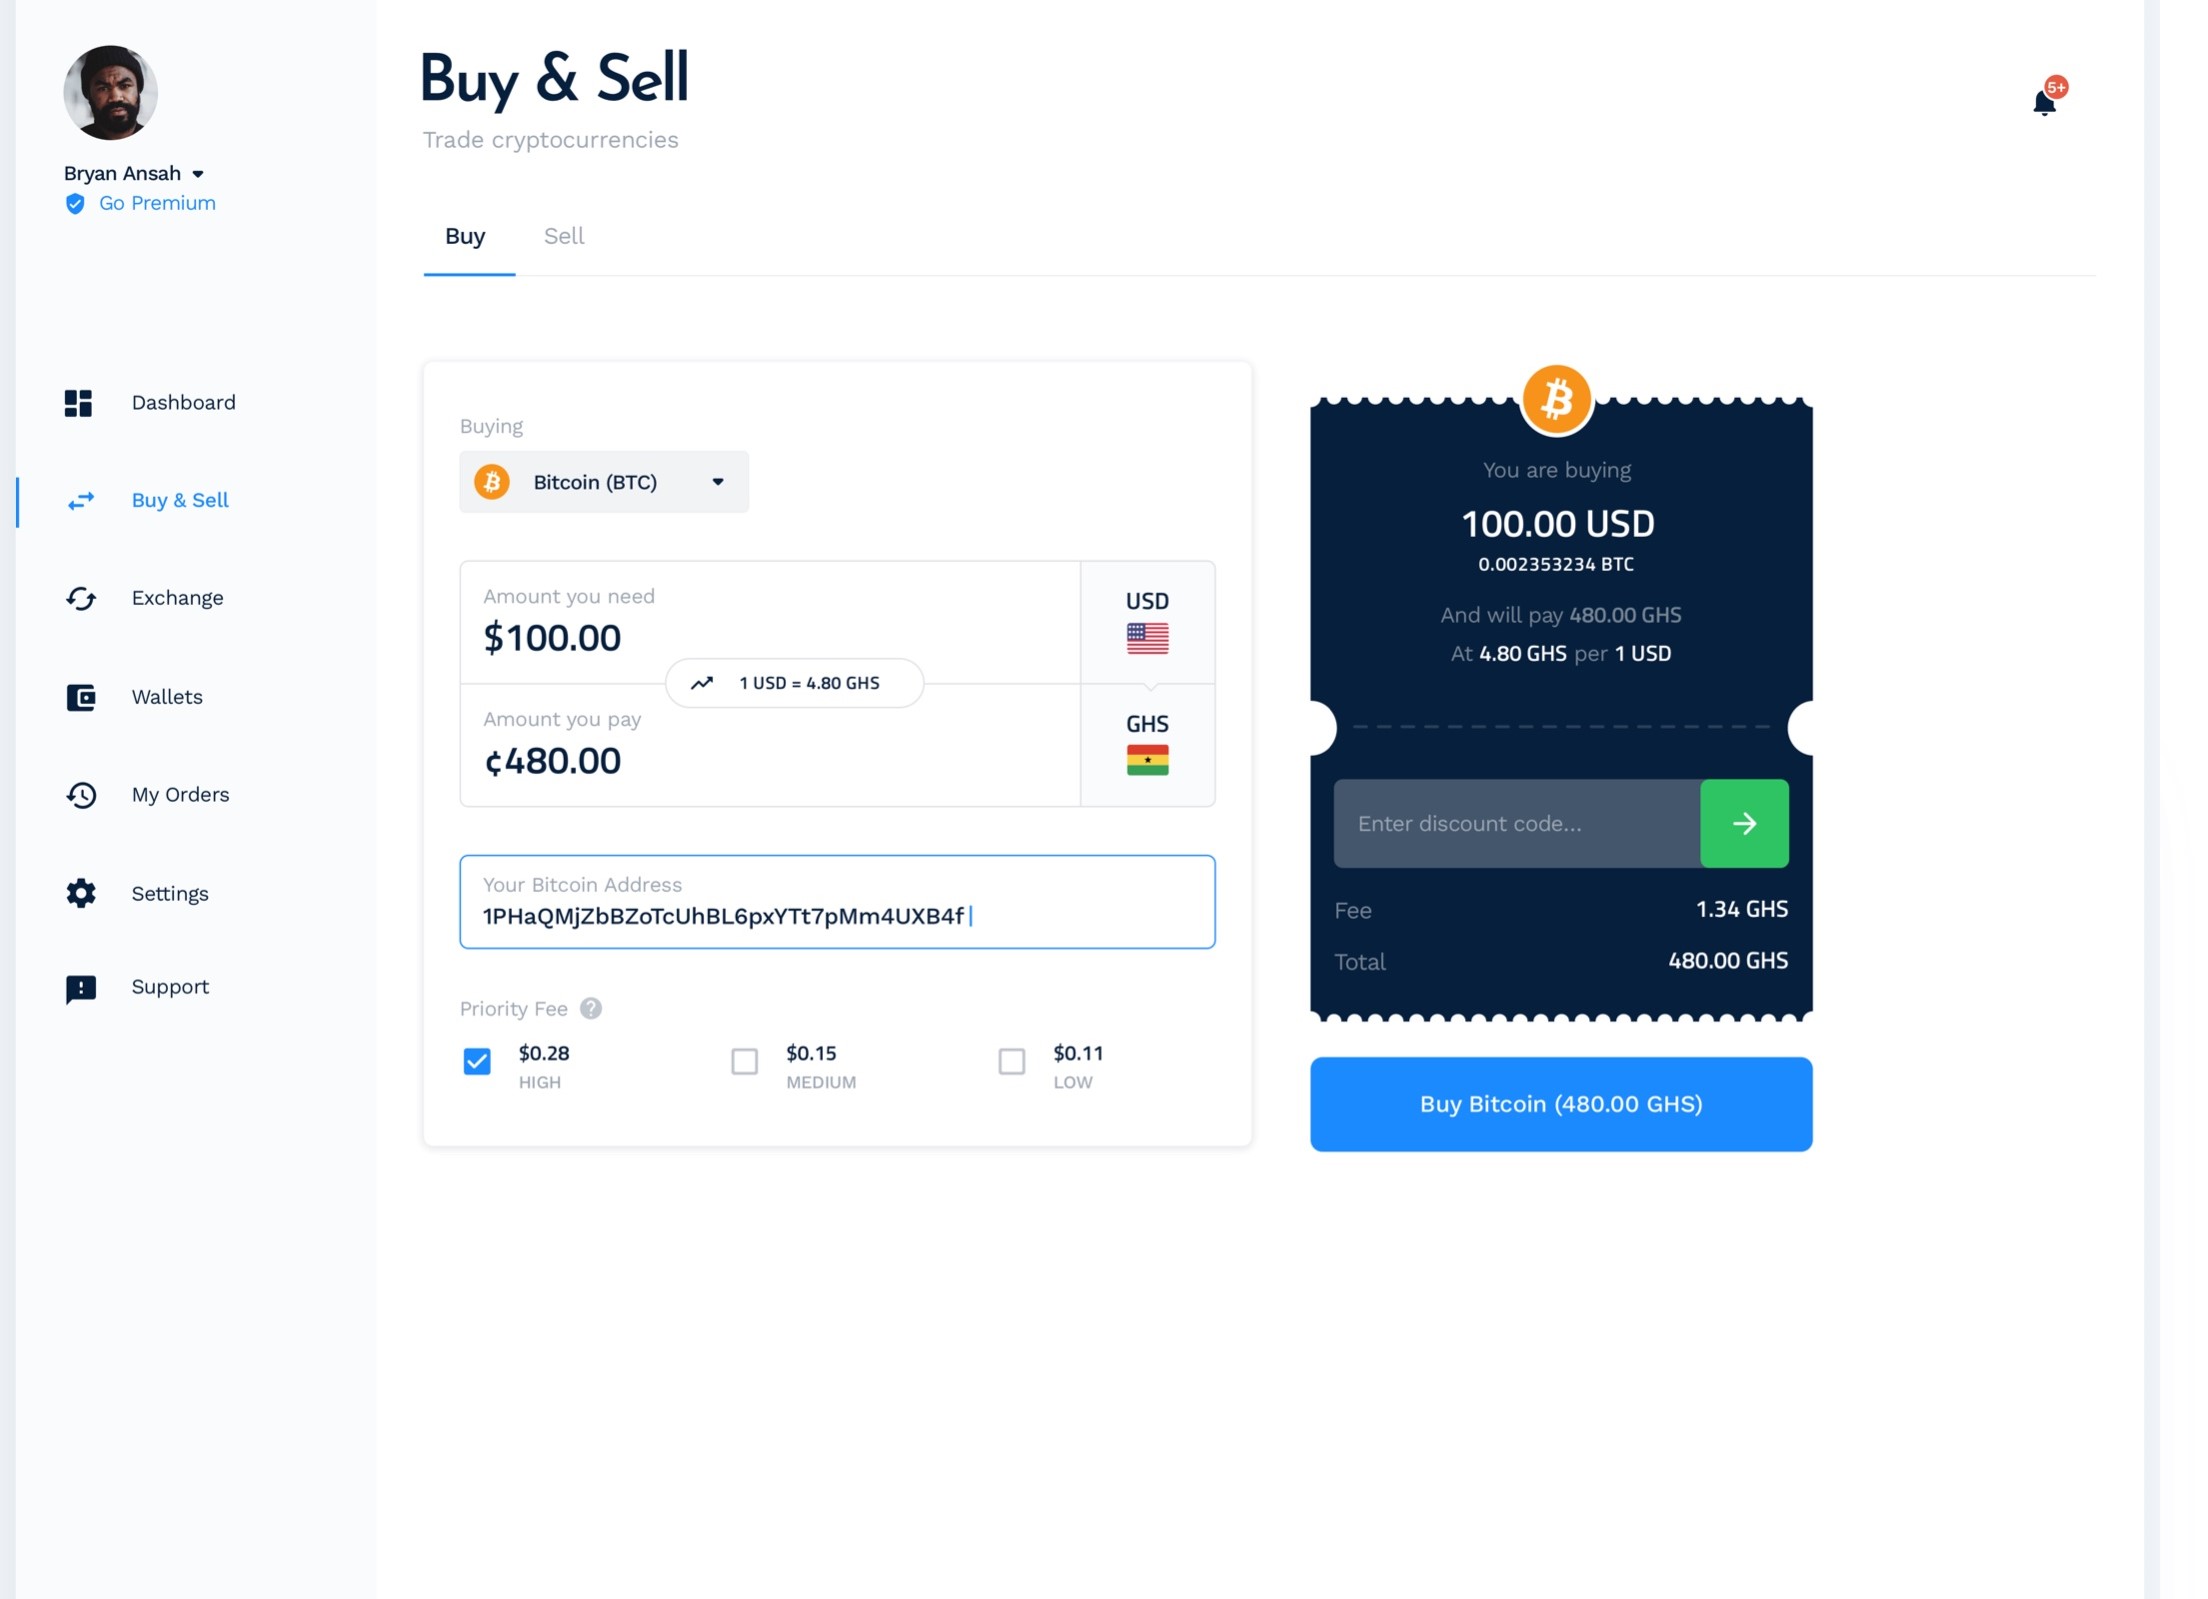 Bryan Ansah
Go Premium
Dashboard
Buy & Sell
Exchange
Wallets
My Orders
Settings
Support
Buy & Sell
Trade cryptocurrencies
5+
Buy
Sell
Buying
Bitcoin (BTC)
Amount you need
$100.00
USD
1 USD = 4.80 GHS
Amount you pay
¢480.00
GHS
Your Bitcoin Address
1PHaQMjZbBZoTcUhBL6pxYTt7pMm4UXB4f
Priority Fee ?
$0.28
HIGH
$0.15
MEDIUM
$0.11
LOW
You are buying
100.00 USD
0.002353234 BTC
And will pay 480.00 GHS
At 4.80 GHS per 1 USD
Enter discount code...
Fee 1.34 GHS
Total 480.00 GHS
Buy Bitcoin (480.00 GHS)